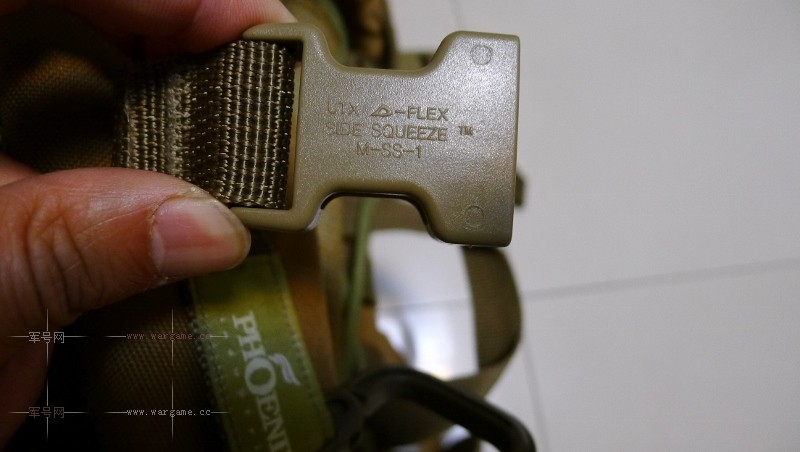 UTX -FLEX
SIDE SQUEEZE ™
M-SS-1
PHOENI
军号网 www.wargame.cc
军号网 www.wargame.cc